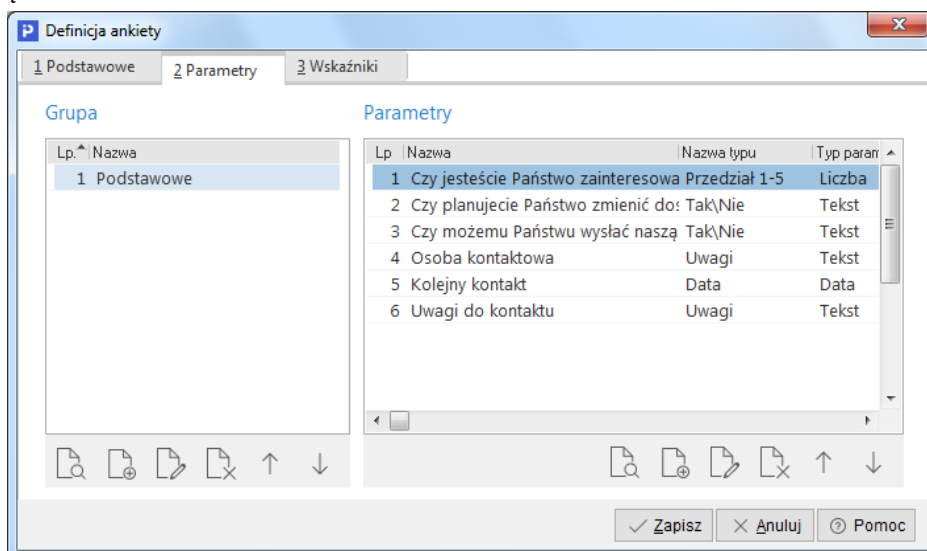 Definicja ankiety
1 Podstawowe 2 Parametry 3 Wskaźniki
Grupa Parametry
Lp. Nazwa Lp Nazwa Nazwa typu Typ param
1 Podstawowe 1 Czy jesteście Państwo zainteresowa Przedział 1-5 Liczba
2 Czy planujecie Państwo zmienić dos Tak\Nie Tekst
3 Czy możemu Państwu wysłać naszą Tak\Nie Tekst
4 Osoba kontaktowa Uwagi Tekst
5 Kolejny kontakt Data Data
6 Uwagi do kontaktu Uwagi Tekst
Zapisz Anuluj Pomoc